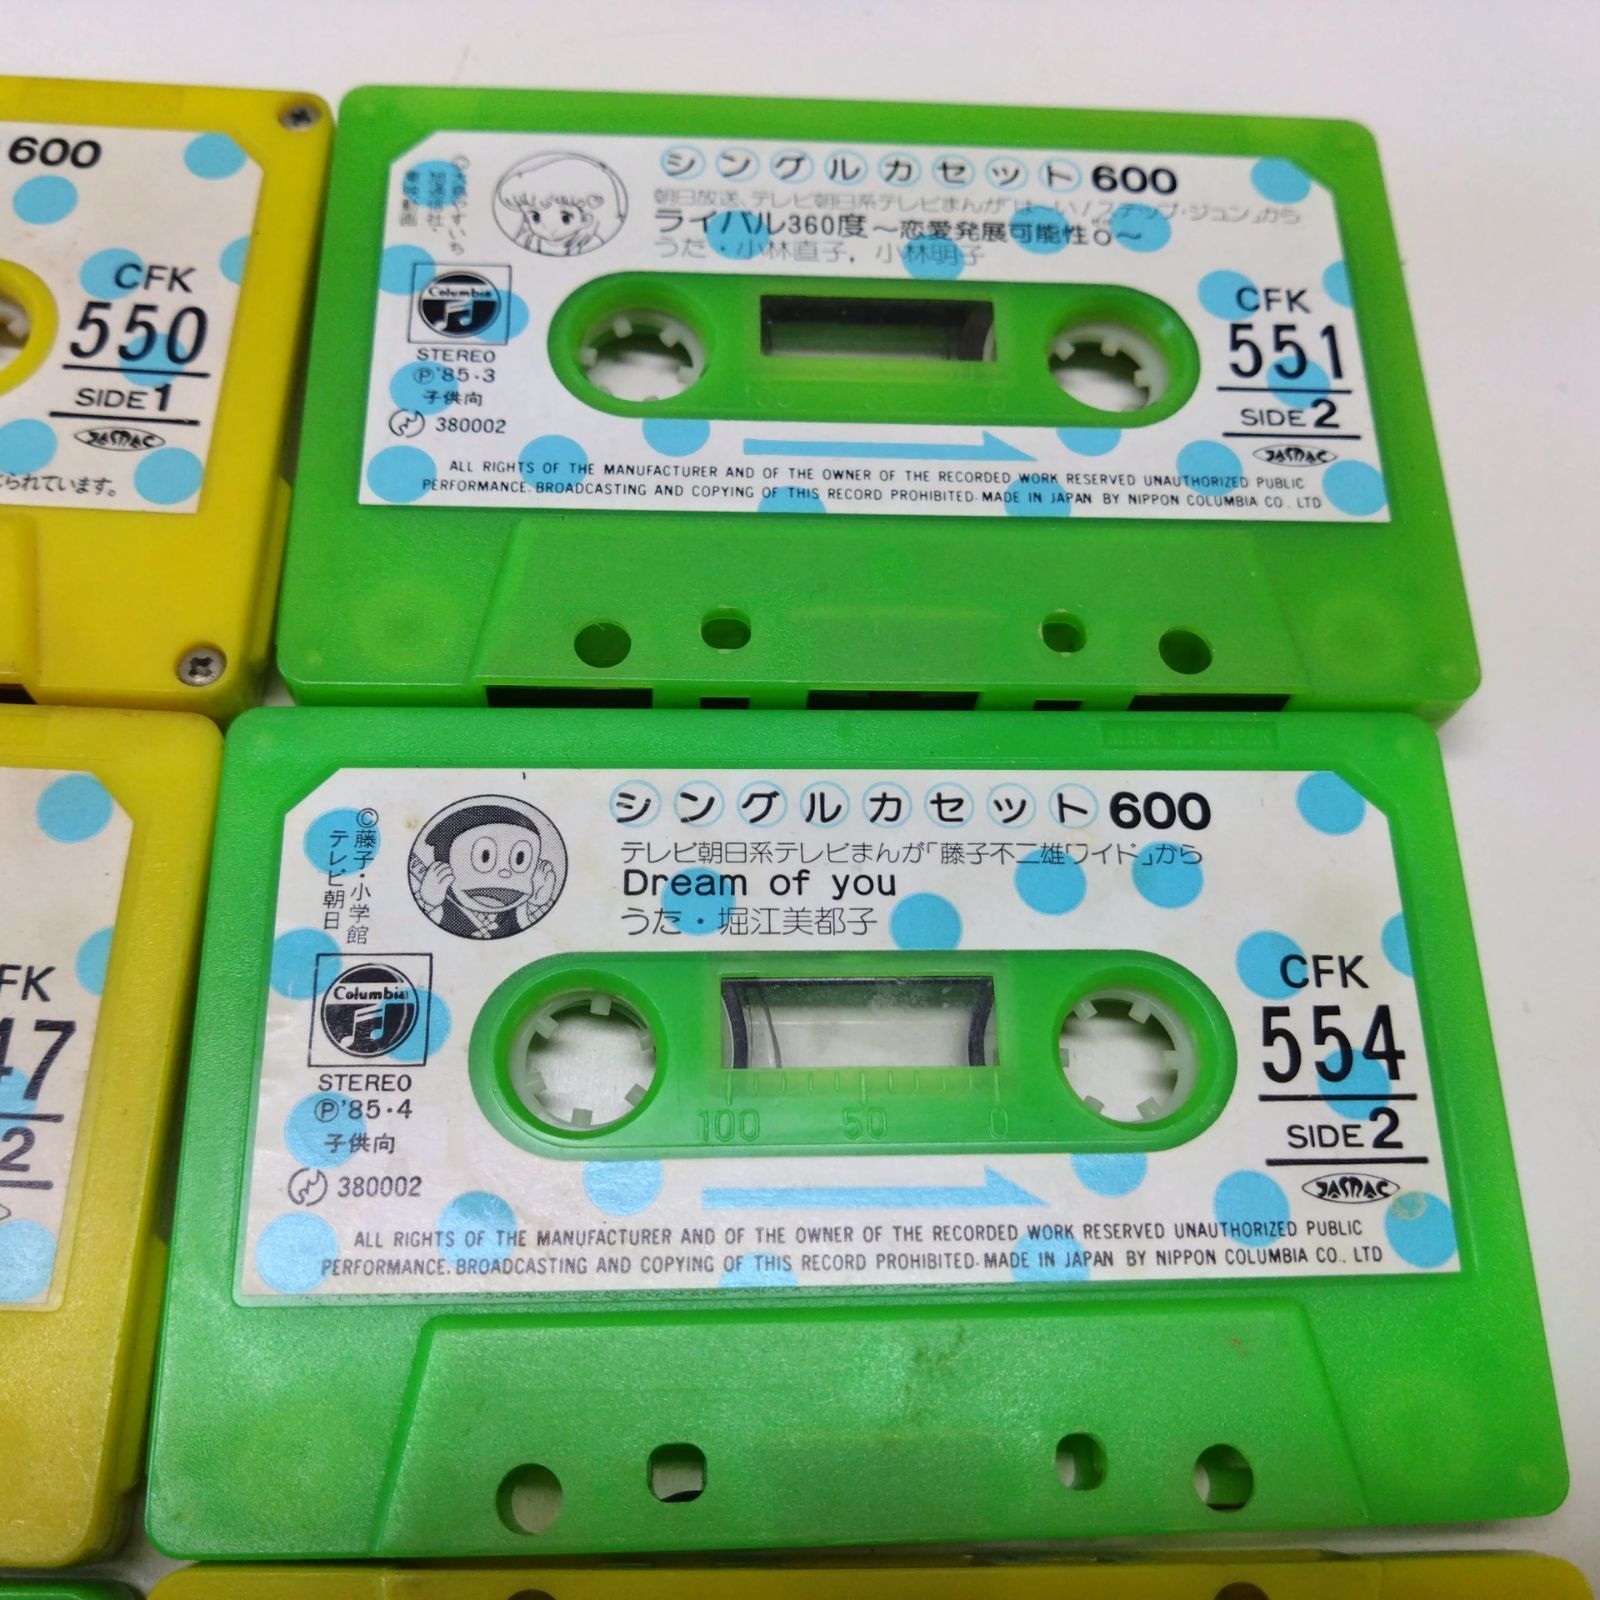 600
CFK
550
SIDE 1
JASRAC
られています。
シングルカセット600
朝日放送、テレビ朝日系テレビまんが「は〜い!ステップ・ジュン」から
ライバル360度〜恋愛発展可能性0〜
うた・小林直子, 小林明子
Columbia
STEREO
Ⓟ'85・3
子供向
380002
CFK
551
SIDE 2
JASRAC
ALL RIGHTS OF THE MANUFACTURER AND OF THE OWNER OF THE RECORDED WORK RESERVED UNAUTHORIZED PUBLIC
PERFORMANCE. BROADCASTING AND COPYING OF THIS RECORD PROHIBITED. MADE IN JAPAN BY NIPPON COLUMBIA CO., LTD
FK
47
2
MADE IN JAPAN
シングルカセット600
©藤子・小学館
テレビ朝日
テレビ朝日系テレビまんが「藤子不二雄ワイド」から
Dream of you
うた・堀江美都子
Columbia
STEREO
Ⓟ'85・4
子供向
380002
100 50 0
CFK
554
SIDE 2
JASRAC
ALL RIGHTS OF THE MANUFACTURER AND OF THE OWNER OF THE RECORDED WORK RESERVED UNAUTHORIZED PUBLIC
PERFORMANCE. BROADCASTING AND COPYING OF THIS RECORD PROHIBITED. MADE IN JAPAN BY NIPPON COLUMBIA CO., LTD